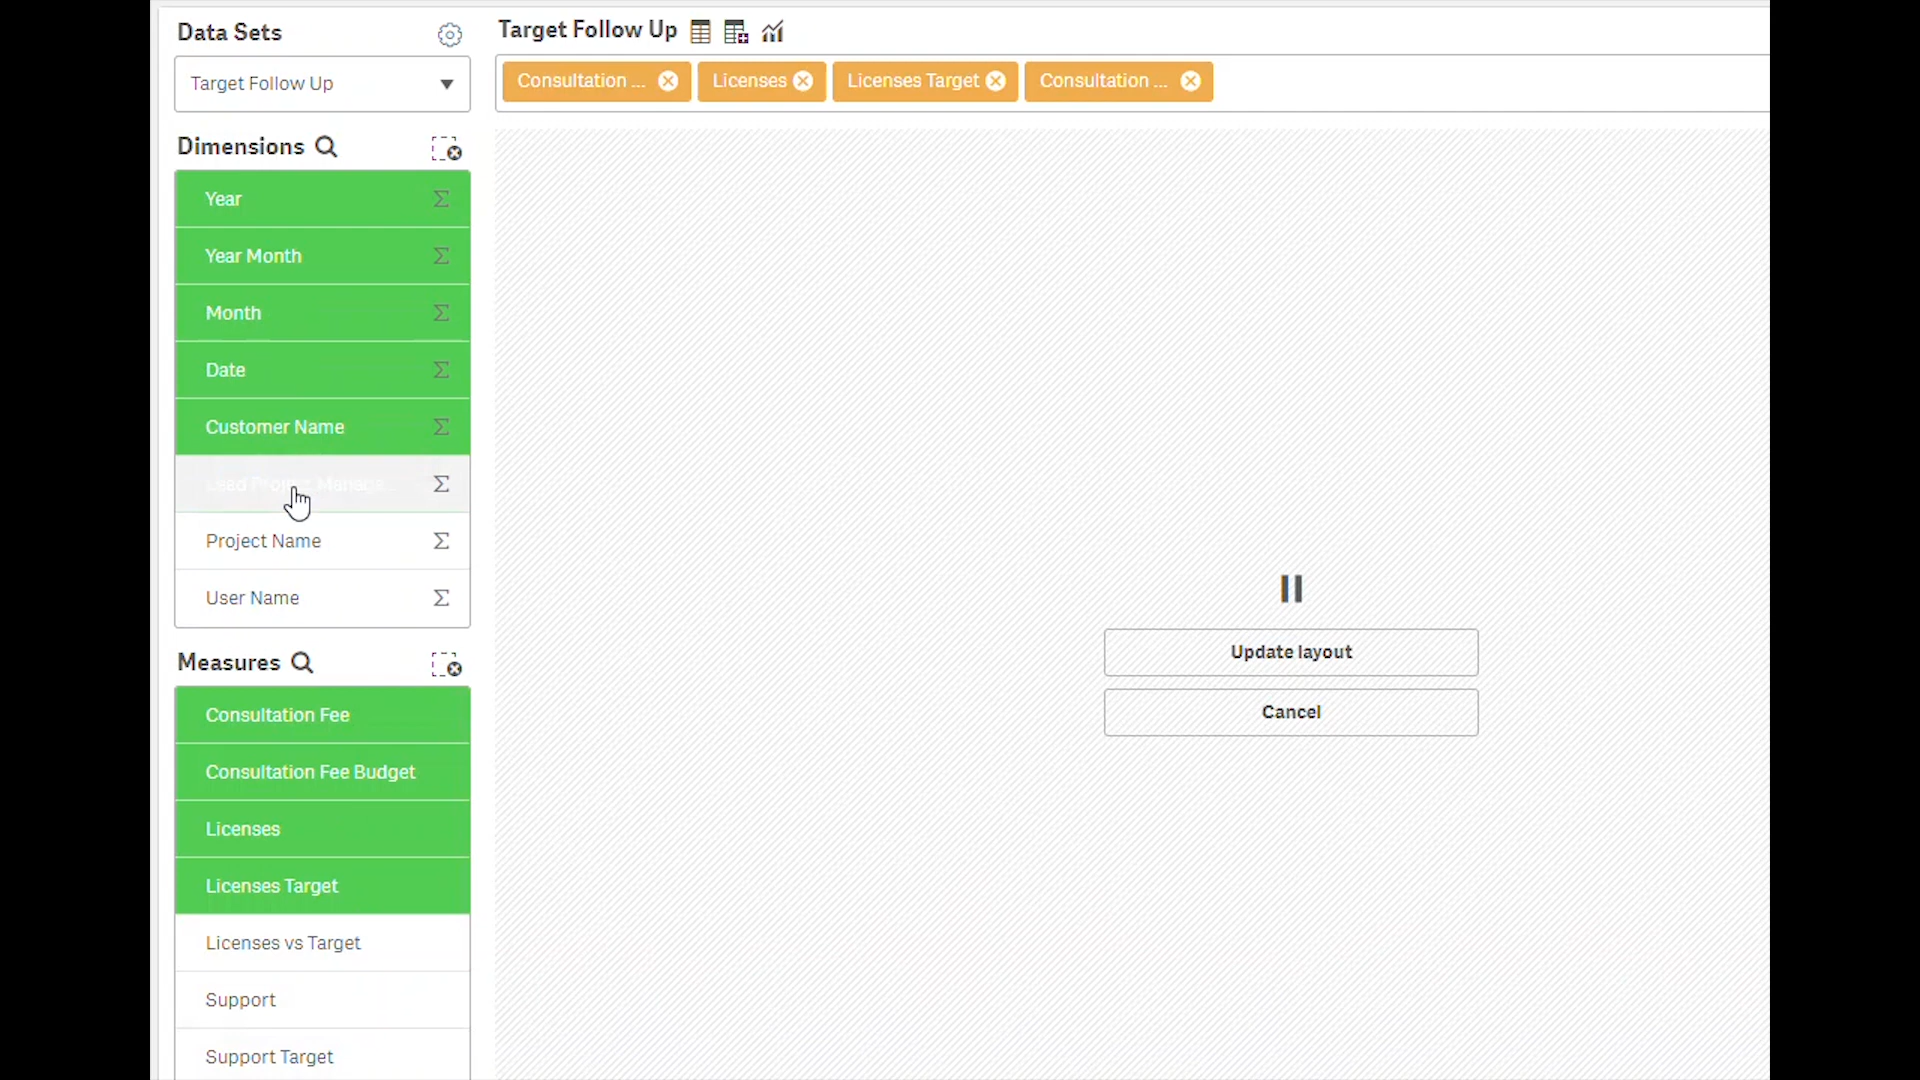 Data Sets
Target Follow Up
Dimensions
Year
Year Month
Month
Date
Customer Name
Project Name
User Name
Measures
Consultation Fee
Consultation Fee Budget
Licenses
Licenses Target
Licenses vs Target
Support
Support Target
Target Follow Up
Consultation ... Licenses Licenses Target Consultation ...
Update layout
Cancel